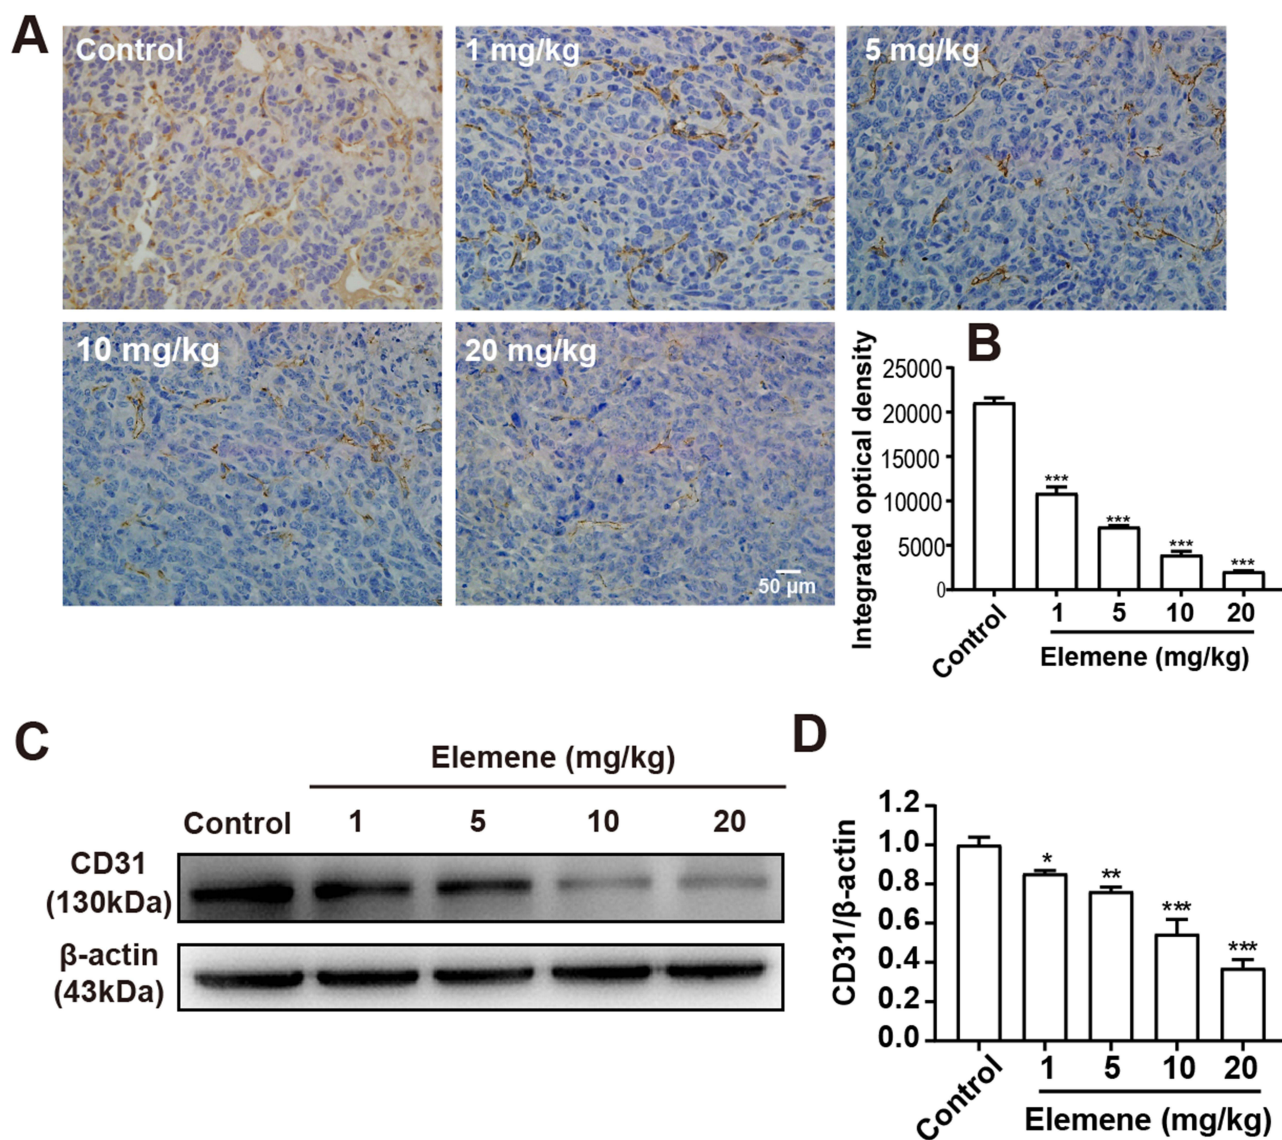 A
Control
1 mg/kg
5 mg/kg
10 mg/kg
20 mg/kg
50 µm
B
Integrated optical density
25000
20000
15000
10000
5000
0
***
***
***
***
Control
1
5
10
20
Elemene (mg/kg)
C
Elemene (mg/kg)
Control
1
5
10
20
CD31
(130kDa)
β-actin
(43kDa)
D
CD31/β-actin
1.2
1.0
0.8
0.6
0.4
0.2
0.0
*
**
***
***
Control
1
5
10
20
Elemene (mg/kg)